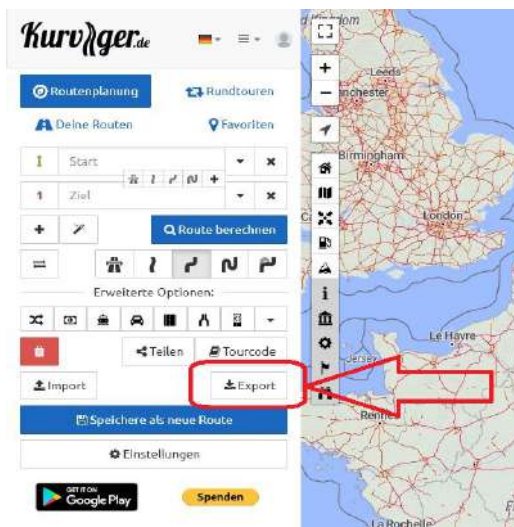 Kurviger.de
Routenplanung
Rundtouren
Deine Routen
Favoriten
Start
1 Ziel
Route berechnen
Erweiterte Optionen:
Teilen
Tourcode
Import
Export
Speichere als neue Route
Einstellungen
GET IT ON
Google Play
Spenden
Leeds
Birmingham
London
Le Havre
Jersey
La Rochelle